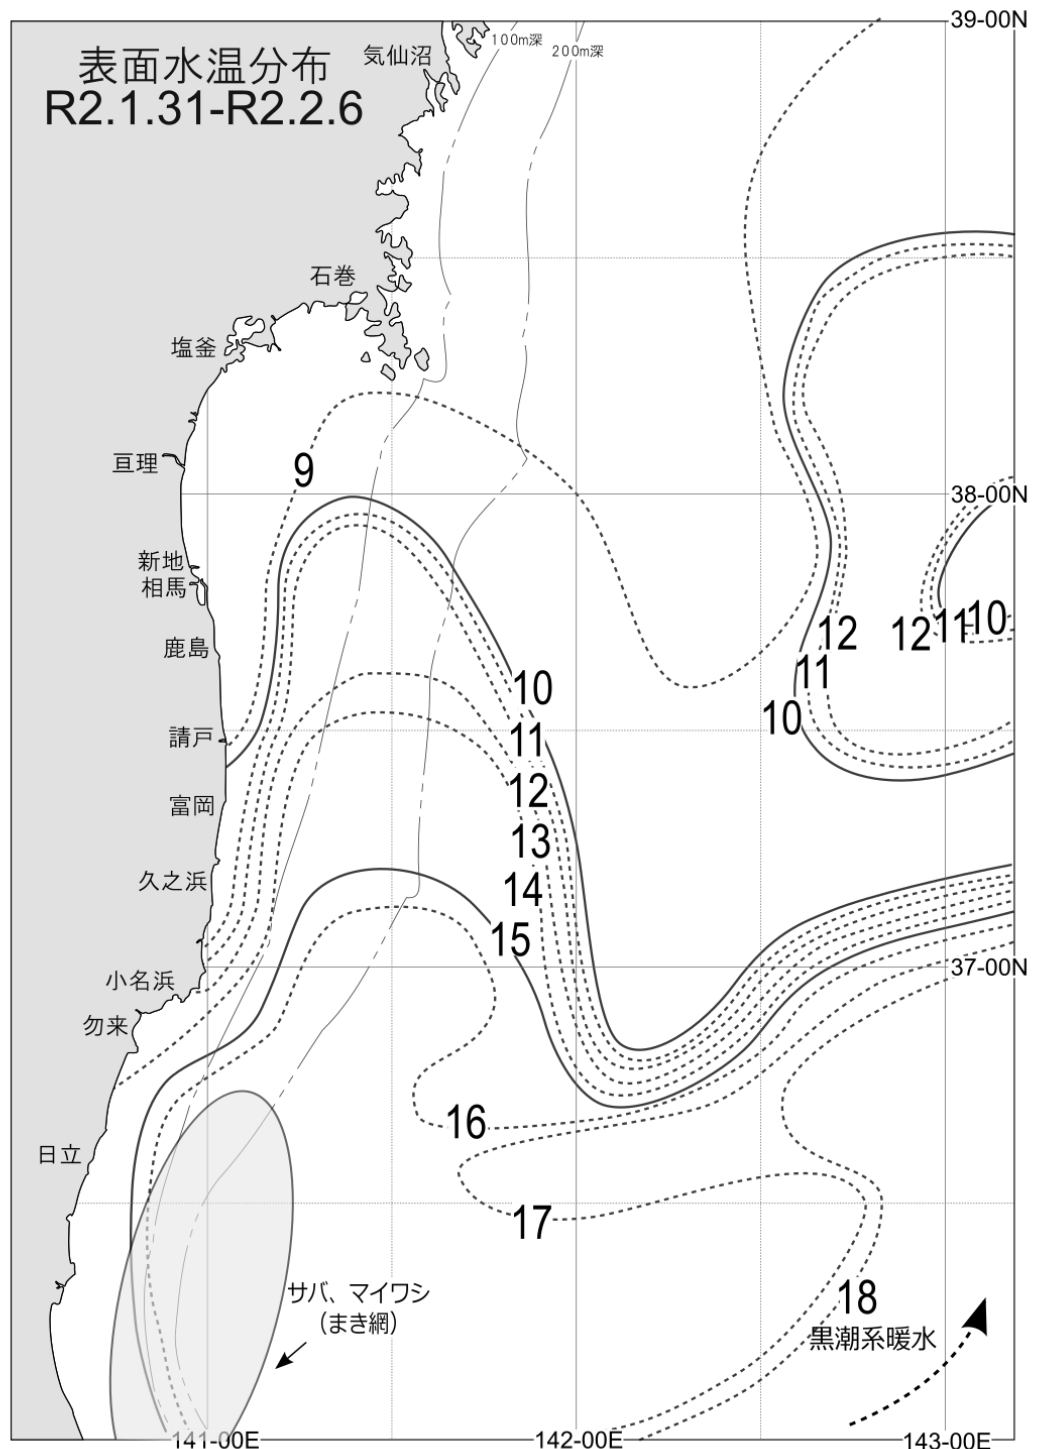 表面水温分布
R2.1.31-R2.2.6
気仙沼
100m深
200m深
39-00N
石巻
塩釜
亘理
9
38-00N
新地
相馬
鹿島
12
12
11
10
11
10
10
請戸
11
富岡
12
13
久之浜
14
15
小名浜
37-00N
勿来
16
日立
17
サバ、マイワシ
(まき網)
18
黒潮系暖水
141-00E
142-00E
143-00E